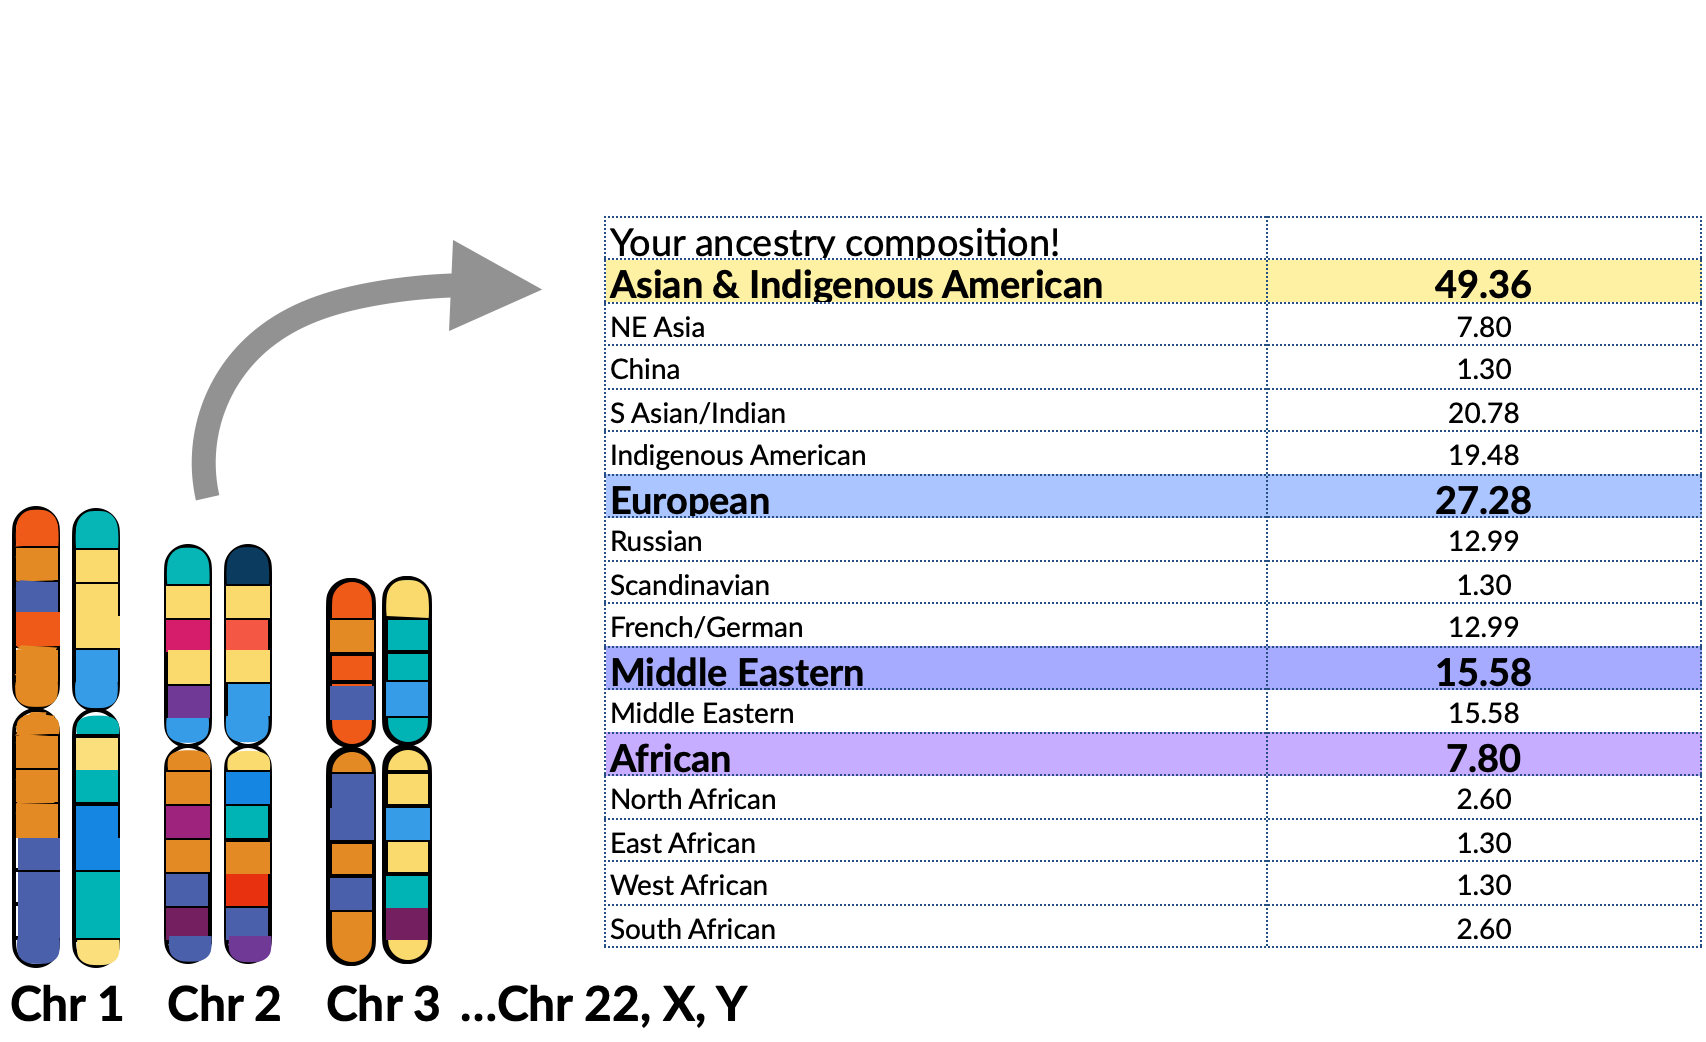 Your ancestry composition!
Asian & Indigenous American 49.36
NE Asia 7.80
China 1.30
S Asian/Indian 20.78
Indigenous American 19.48
European 27.28
Russian 12.99
Scandinavian 1.30
French/German 12.99
Middle Eastern 15.58
Middle Eastern 15.58
African 7.80
North African 2.60
East African 1.30
West African 1.30
South African 2.60
Chr 1 Chr 2 Chr 3 ...Chr 22, X, Y